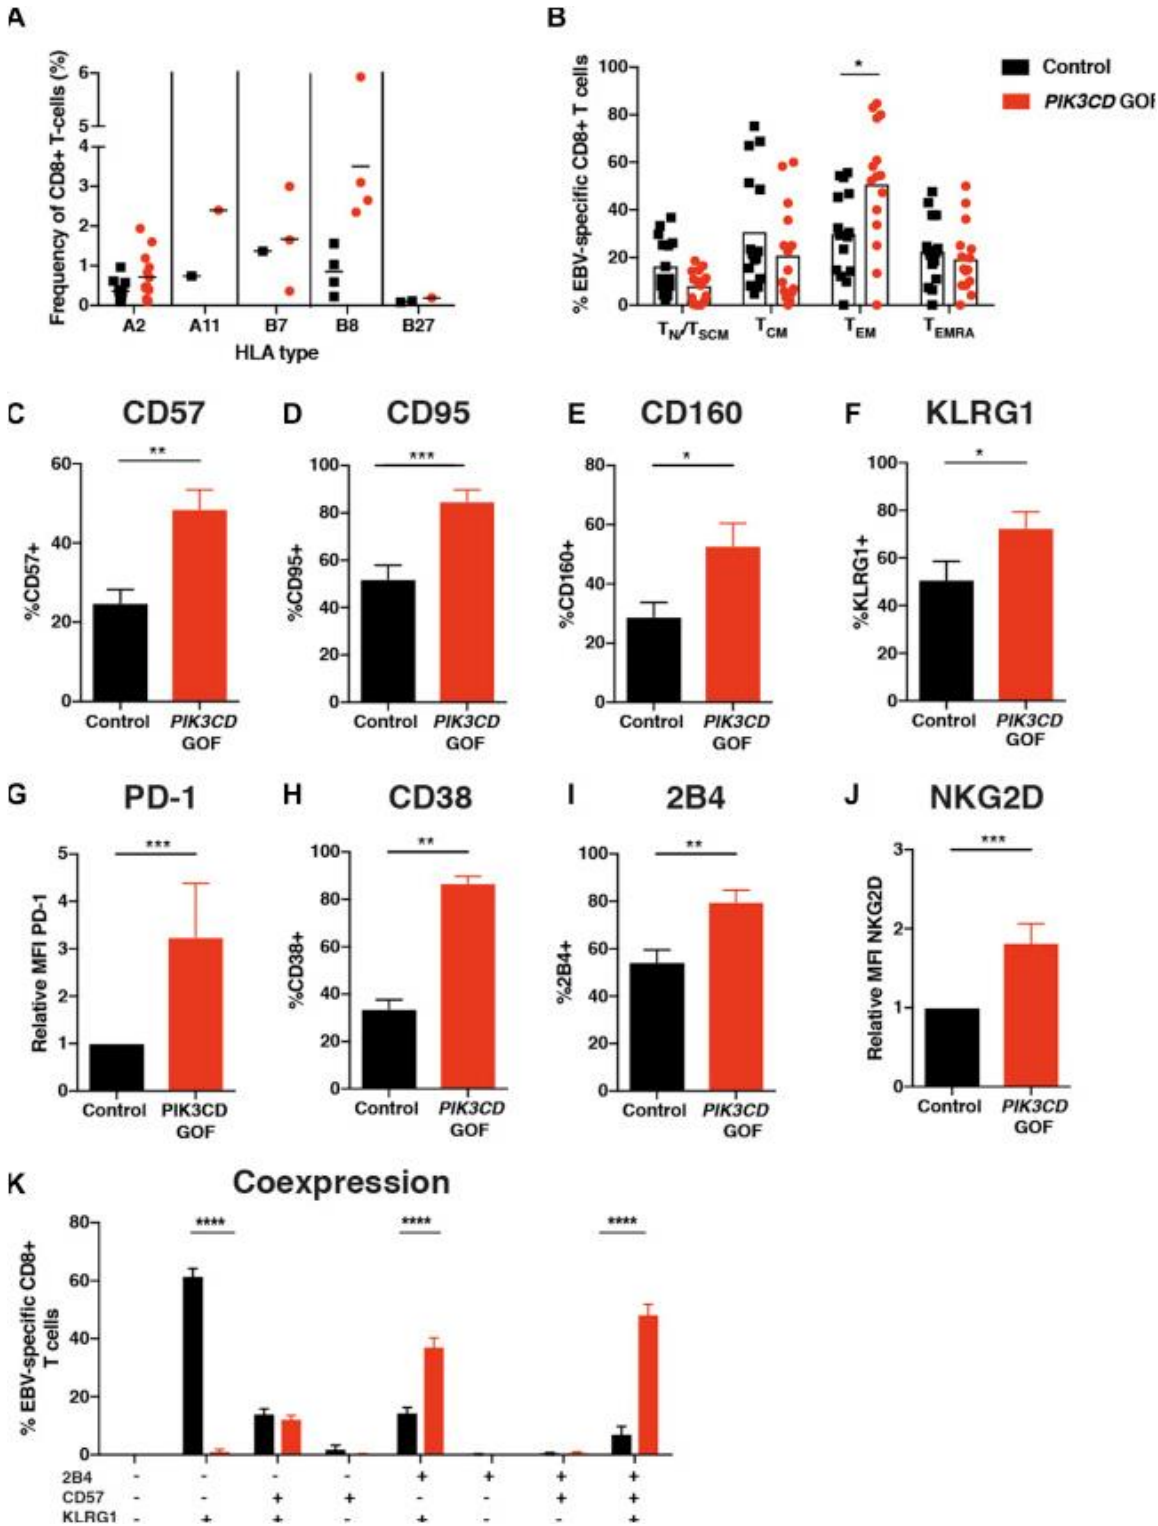 A
B
Frequency of CD8+ T-cells (%)
6
5
4
3
2
1
0
A2 A11 B7 B8 B27
HLA type
% EBV-specific CD8+ T cells
100
80
60
40
20
0
*
TN/TSCM TCM TEM TEMRA
Control
PIK3CD GOF
C CD57
D CD95
E CD160
F KLRG1
%CD57+
60
40
20
0
**
Control PIK3CD
GOF
%CD95+
100
80
60
40
20
0
***
Control PIK3CD
GOF
%CD160+
80
60
40
20
0
*
Control PIK3CD
GOF
%KLRG1+
100
80
60
40
20
0
*
Control PIK3CD
GOF
G PD-1
H CD38
I 2B4
J NKG2D
Relative MFI PD-1
5
4
3
2
1
0
***
Control PIK3CD
GOF
%CD38+
100
80
60
40
20
0
**
Control PIK3CD
GOF
%2B4+
100
80
60
40
20
0
**
Control PIK3CD
GOF
Relative MFI NKG2D
3
2
1
0
***
Control PIK3CD
GOF
K Coexpression
% EBV-specific CD8+
T cells
80
60
40
20
0
**** **** ****
2B4 - - - - + + + +
CD57 - - + + - - + +
KLRG1 - + + - + - - +